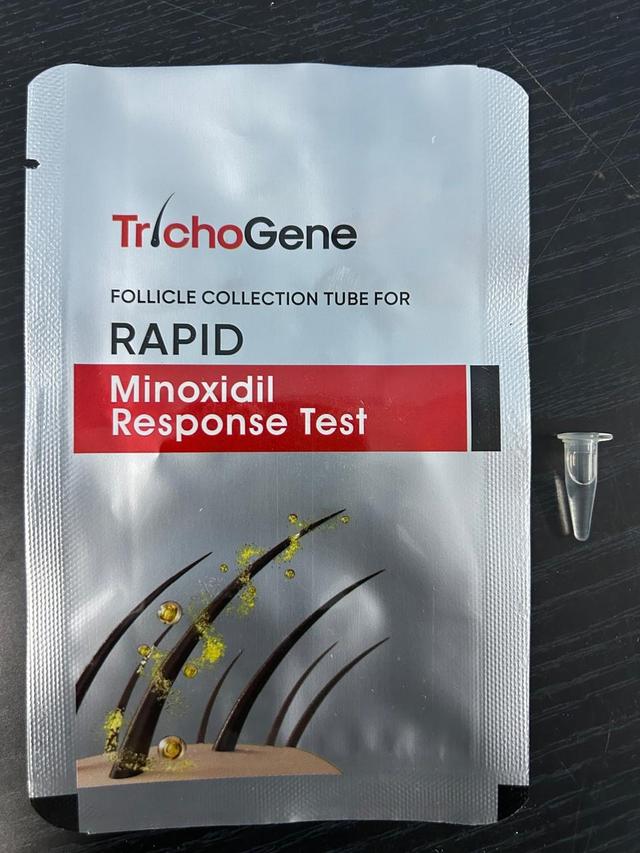 TrichoGene
FOLLICLE COLLECTION TUBE FOR
RAPID
Minoxidil
Response Test